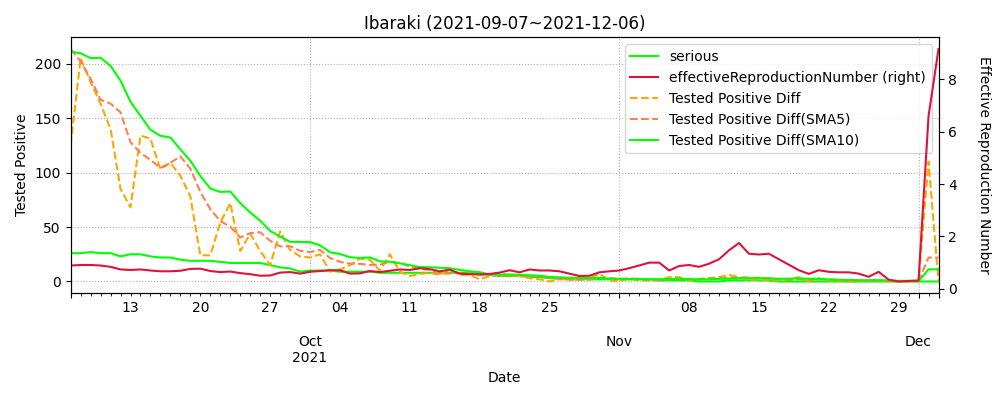 Ibaraki (2021-09-07~2021-12-06)
serious
effectiveReproductionNumber (right)
Tested Positive Diff
Tested Positive Diff(SMA5)
Tested Positive Diff(SMA10)
Tested Positive
200
150
100
50
0
Effective Reproduction Number
8
6
4
2
0
13 20 27 04 11 18 25 08 15 22 29
Oct Nov Dec
2021
Date